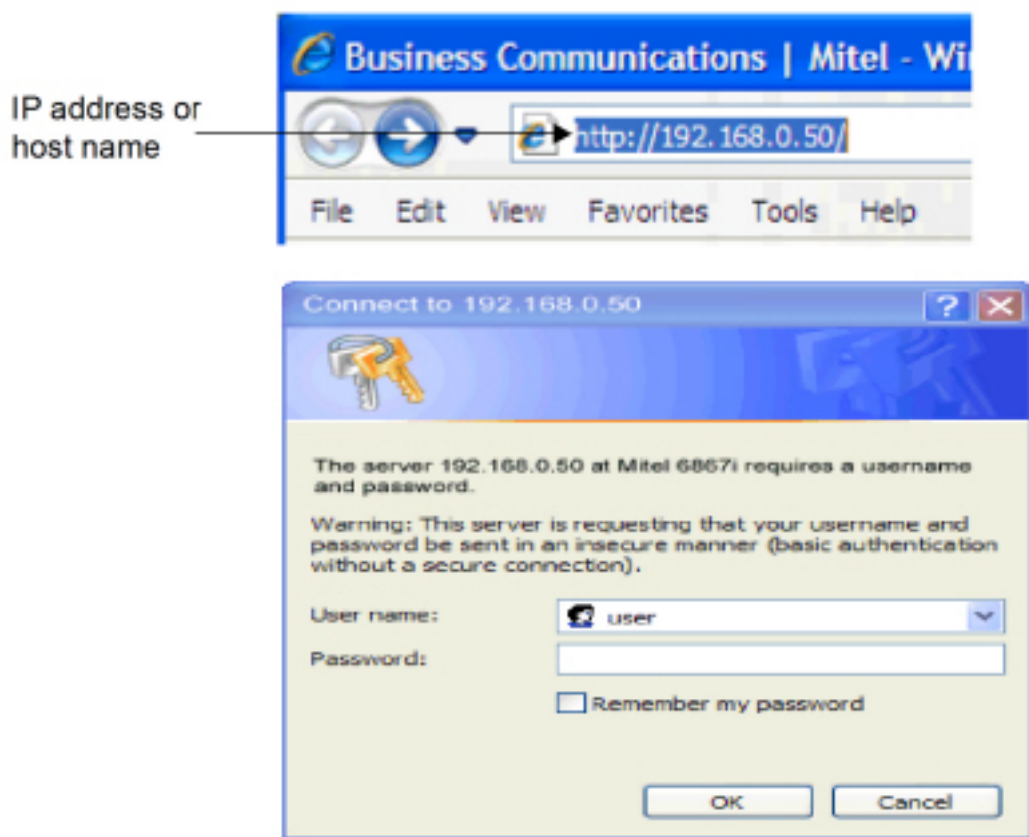 Business Communications | Mitel - Wi
IP address or
host name
http://192.168.0.50/
File Edit View Favorites Tools Help
Connect to 192.168.0.50
The server 192.168.0.50 at Mitel 6867i requires a username
and password.
Warning: This server is requesting that your username and
password be sent in an insecure manner (basic authentication
without a secure connection).
User name:
user
Password:
Remember my password
OK
Cancel